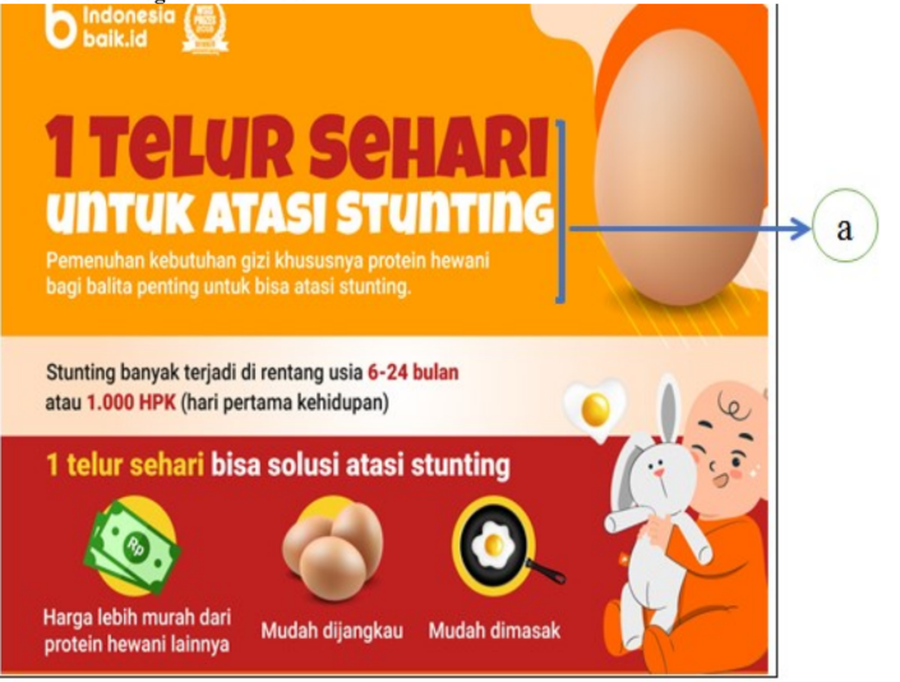 Indonesia
baik.id
1 TELUR SEHARI
UNTUK ATASI STUNTING
Pemenuhan kebutuhan gizi khususnya protein hewani
bagi balita penting untuk bisa atasi stunting.
a
Stunting banyak terjadi di rentang usia 6-24 bulan
atau 1.000 HPK (hari pertama kehidupan)
1 telur sehari bisa solusi atasi stunting
Rp
Harga lebih murah dari
protein hewani lainnya
Mudah dijangkau
Mudah dimasak